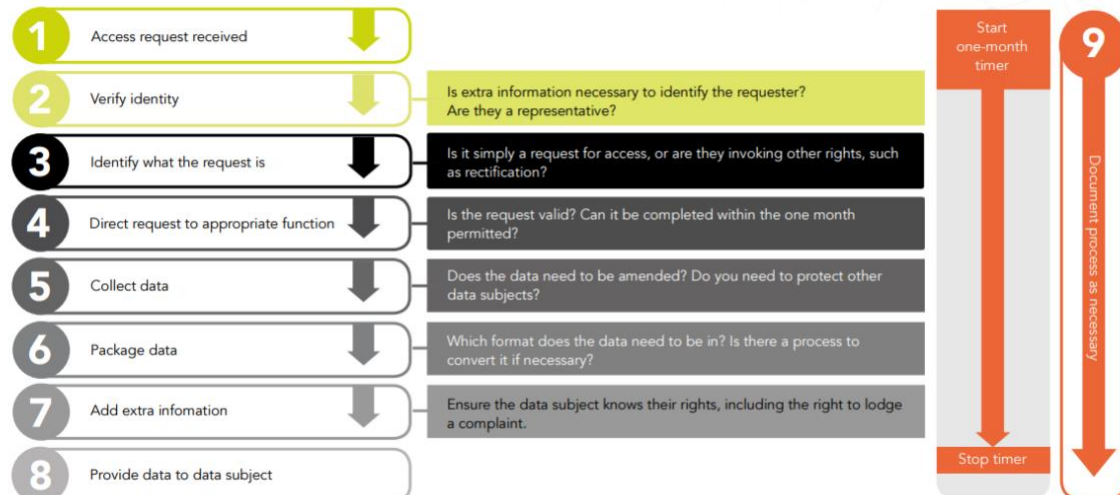 1
Access request received
2
Verify identity
Is extra information necessary to identify the requester?
Are they a representative?
3
Identify what the request is
Is it simply a request for access, or are they invoking other rights, such
as rectification?
4
Direct request to appropriate function
Is the request valid? Can it be completed within the one month
permitted?
5
Collect data
Does the data need to be amended? Do you need to protect other
data subjects?
6
Package data
Which format does the data need to be in? Is there a process to
convert it if necessary?
7
Add extra infomation
Ensure the data subject knows their rights, including the right to lodge
a complaint.
8
Provide data to data subject
Start
one-month
timer
Stop timer
9
Document process as necessary